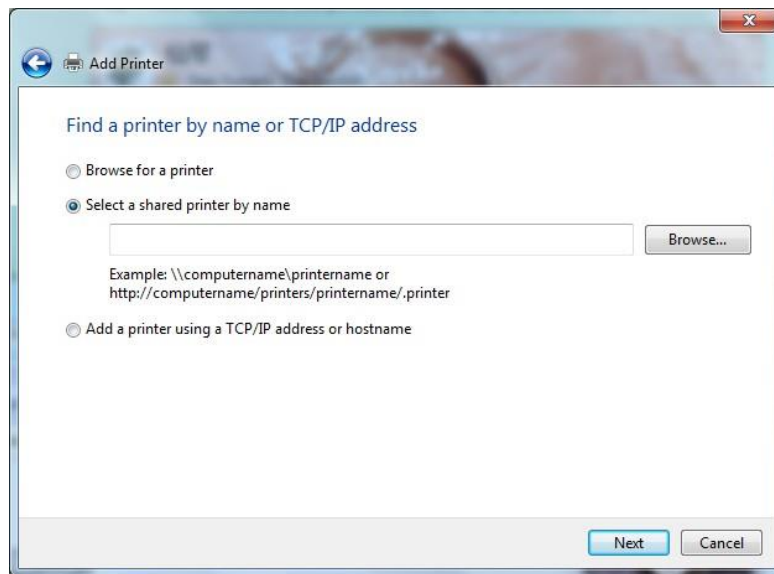 Add Printer
Find a printer by name or TCP/IP address
Browse for a printer
Select a shared printer by name
Browse...
Example: \\computername\printername or
http://computername/printers/printername/.printer
Add a printer using a TCP/IP address or hostname
Next
Cancel